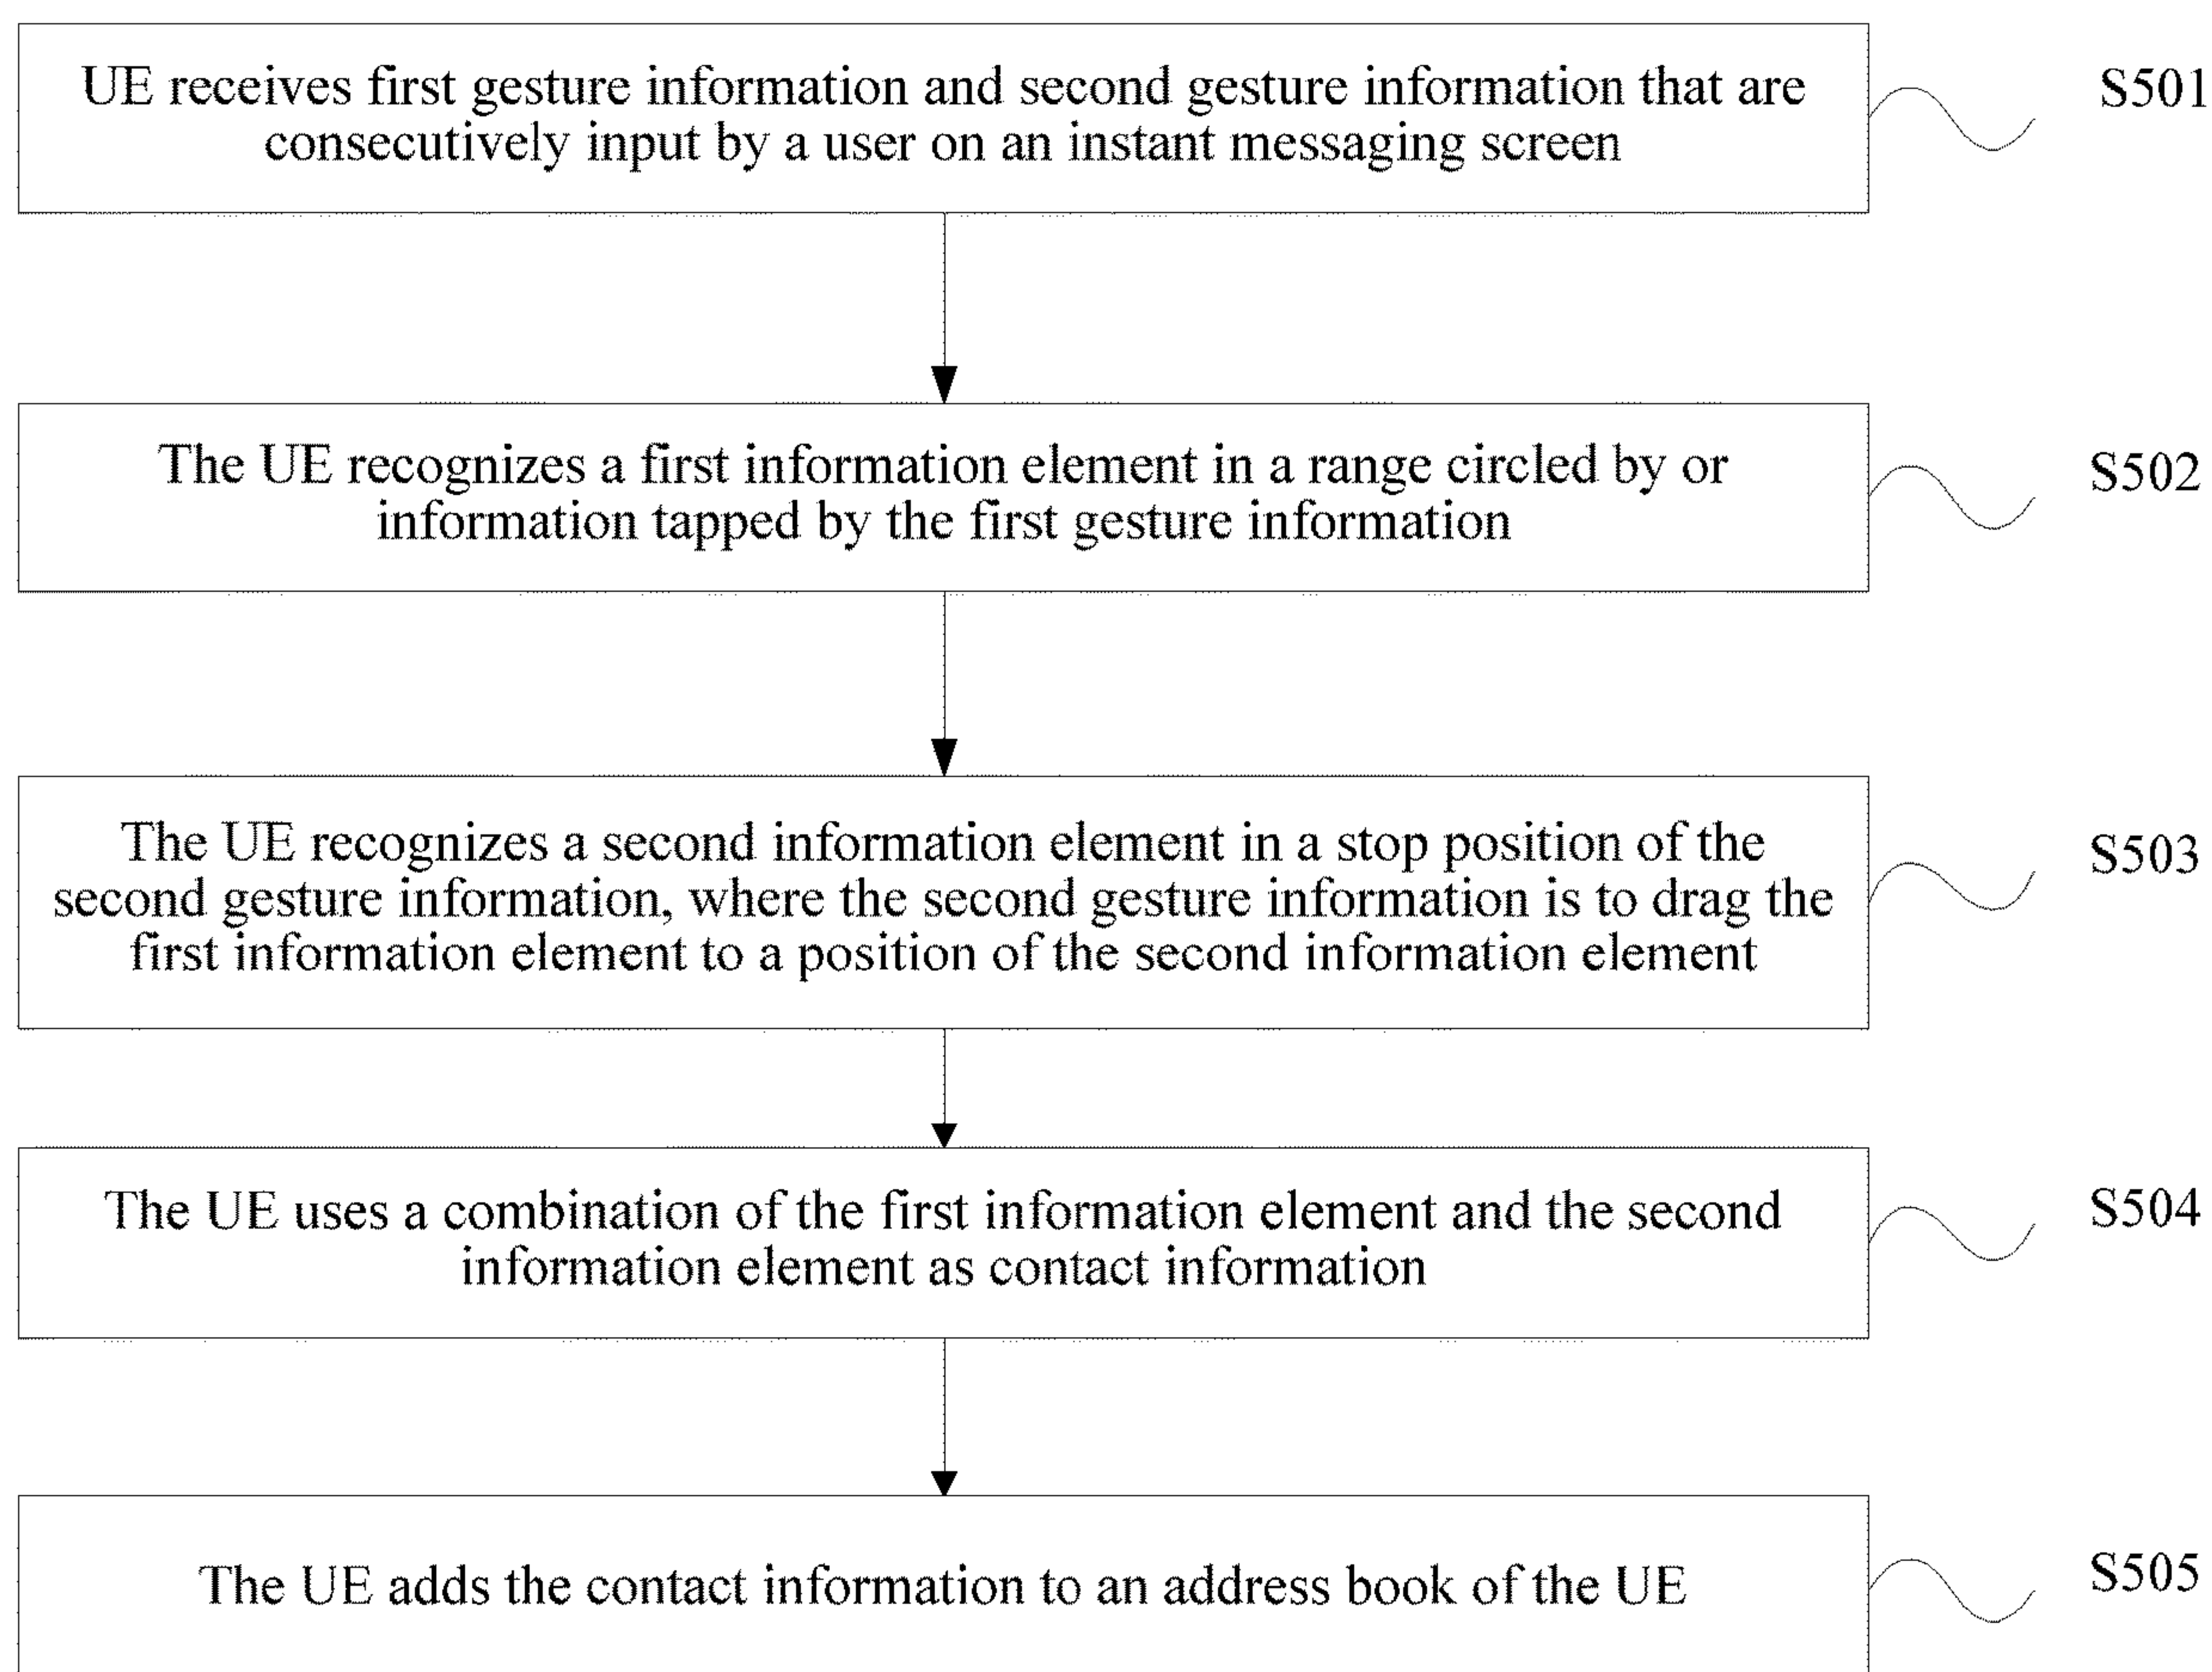 UE receives first gesture information and second gesture information that are
consecutively input by a user on an instant messaging screen
S501
The UE recognizes a first information element in a range circled by or
information tapped by the first gesture information
S502
The UE recognizes a second information element in a stop position of the
second gesture information, where the second gesture information is to drag the
first information element to a position of the second information element
S503
The UE uses a combination of the first information element and the second
information element as contact information
S504
The UE adds the contact information to an address book of the UE
S505